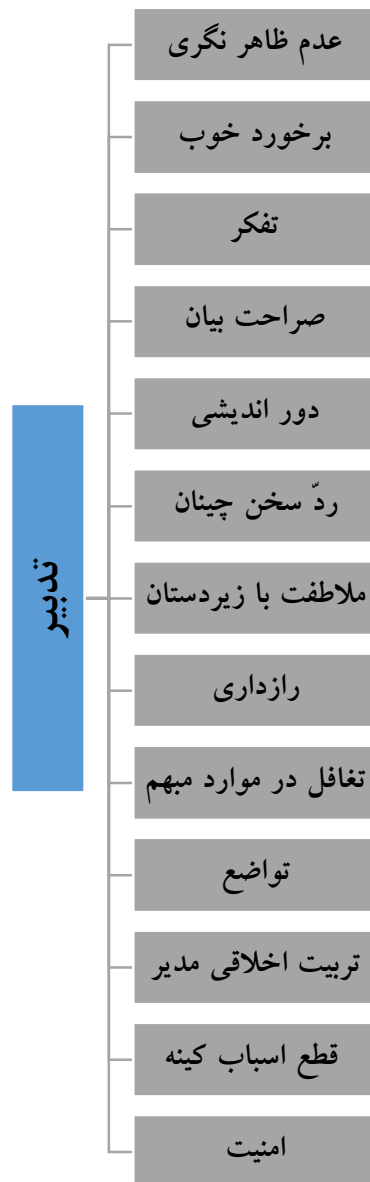 تدبیر
عدم ظاهر نگری
برخورد خوب
تفکر
صراحت بیان
دور اندیشی
ردّ سخن چینان
ملاطفت با زیردستان
رازداری
تغافل در موارد مبهم
تواضع
تربیت اخلاقی مدیر
قطع اسباب کینه
امنیت